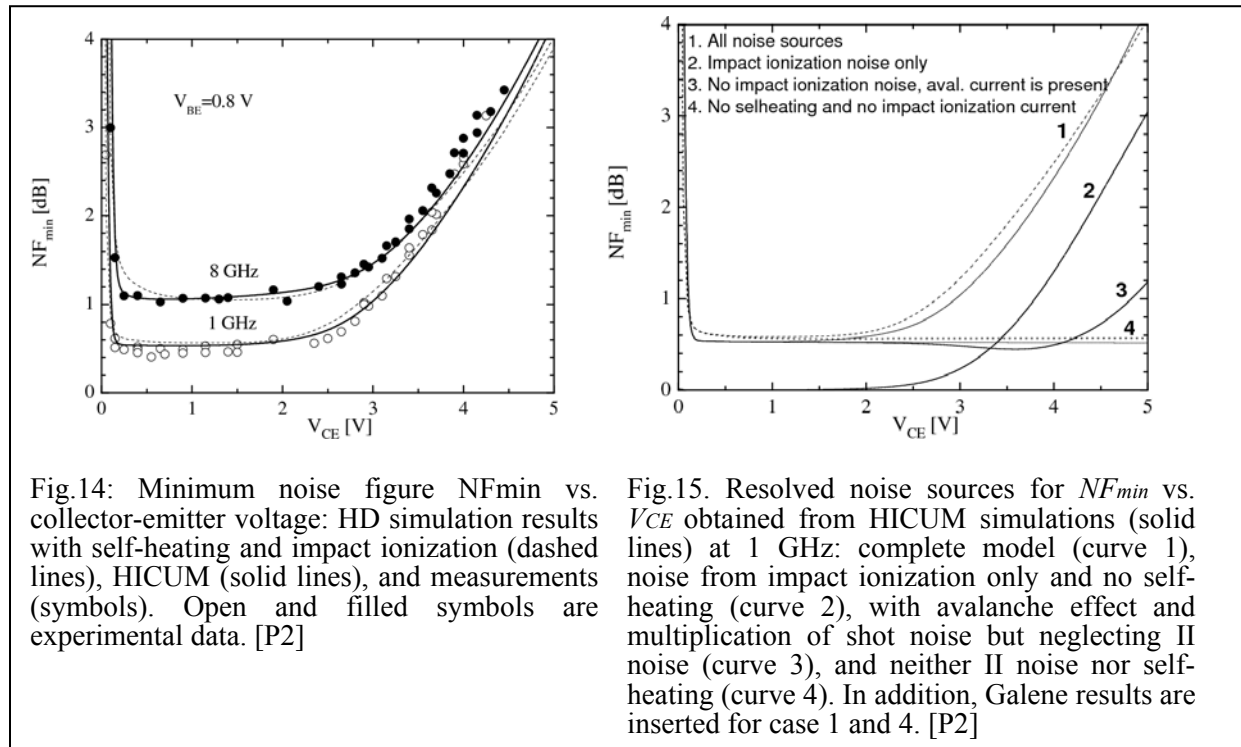 4
3
2
1
0
NFmin [dB]
VBE=0.8 V
8 GHz
1 GHz
0 1 2 3 4 5
VCE [V]
4
3
2
1
0
NFmin [dB]
1. All noise sources
2. Impact ionization noise only
3. No impact ionization noise, aval. current is present
4. No selheating and no impact ionization current
1
2
3
4
0 1 2 3 4 5
VCE [V]
Fig.14: Minimum noise figure NFmin vs.
collector-emitter voltage: HD simulation results
with self-heating and impact ionization (dashed
lines), HICUM (solid lines), and measurements
(symbols). Open and filled symbols are
experimental data. [P2]
Fig.15. Resolved noise sources for NFmin vs.
VCE obtained from HICUM simulations (solid
lines) at 1 GHz: complete model (curve 1),
noise from impact ionization only and no self-
heating (curve 2), with avalanche effect and
multiplication of shot noise but neglecting II
noise (curve 3), and neither II noise nor self-
heating (curve 4). In addition, Galene results are
inserted for case 1 and 4. [P2]